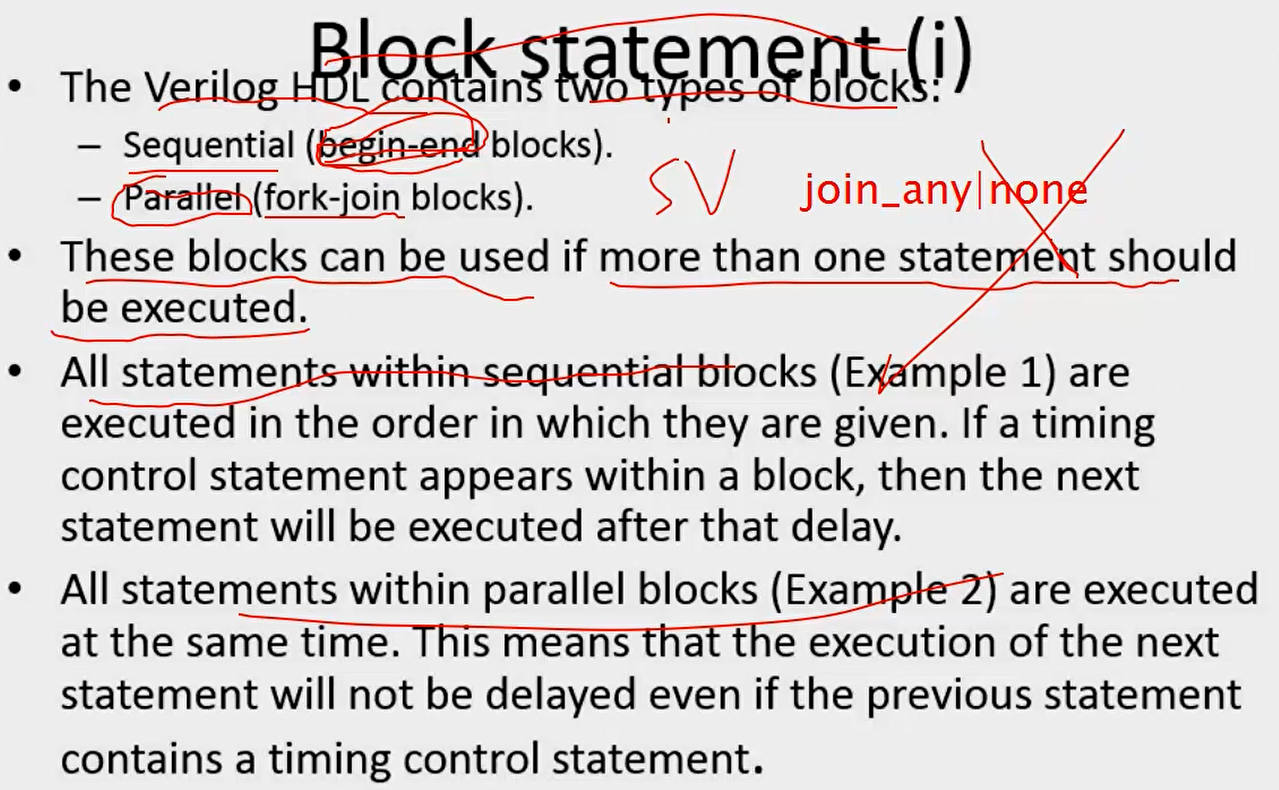 Block statement (i)
• The Verilog HDL contains two types of blocks:
– Sequential (begin-end blocks).
– Parallel (fork-join blocks).
SV join_any|none
• These blocks can be used if more than one statement should
be executed.
• All statements within sequential blocks (Example 1) are
executed in the order in which they are given. If a timing
control statement appears within a block, then the next
statement will be executed after that delay.
• All statements within parallel blocks (Example 2) are executed
at the same time. This means that the execution of the next
statement will not be delayed even if the previous statement
contains a timing control statement.